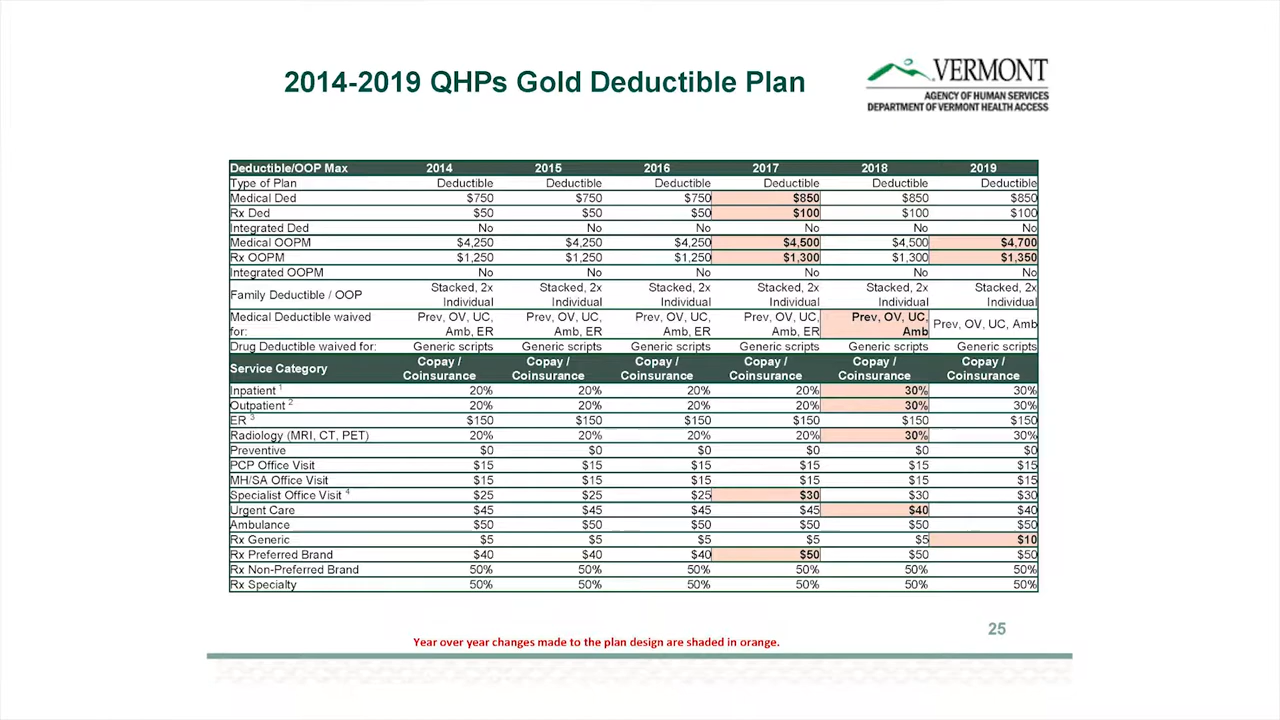 2014-2019 QHPs Gold Deductible Plan
VERMONT
AGENCY OF HUMAN SERVICES
DEPARTMENT OF VERMONT HEALTH ACCESS
Deductible/OOP Max 2014 2015 2016 2017 2018 2019
Type of Plan Deductible Deductible Deductible Deductible Deductible Deductible
Medical Ded $750 $750 $750 $850 $850 $850
Rx Ded $50 $50 $50 $100 $100 $100
Integrated Ded No No No No No No
Medical OOPM $4,250 $4,250 $4,250 $4,500 $4,500 $4,700
Rx OOPM $1,250 $1,250 $1,250 $1,300 $1,300 $1,350
Integrated OOPM No No No No No No
Family Deductible / OOP Stacked, 2x Stacked, 2x Stacked, 2x Stacked, 2x Stacked, 2x Stacked, 2x
Individual Individual Individual Individual Individual Individual
Medical Deductible waived Prev, OV, UC, Prev, OV, UC, Prev, OV, UC, Prev, OV, UC, Prev, OV, UC, Prev, OV, UC, Amb
for: Amb, ER Amb, ER Amb, ER Amb, ER Amb
Drug Deductible waived for: Generic scripts Generic scripts Generic scripts Generic scripts Generic scripts Generic scripts
Service Category Copay / Copay / Copay / Copay / Copay / Copay /
Coinsurance Coinsurance Coinsurance Coinsurance Coinsurance Coinsurance
Inpatient 1 20% 20% 20% 20% 30% 30%
Outpatient 2 20% 20% 20% 20% 30% 30%
ER 3 $150 $150 $150 $150 $150 $150
Radiology (MRI, CT, PET) 20% 20% 20% 20% 30% 30%
Preventive $0 $0 $0 $0 $0 $0
PCP Office Visit $15 $15 $15 $15 $15 $15
MH/SA Office Visit $15 $15 $15 $15 $15 $15
Specialist Office Visit 4 $25 $25 $25 $30 $30 $30
Urgent Care $45 $45 $45 $45 $40 $40
Ambulance $50 $50 $50 $50 $50 $50
Rx Generic $5 $5 $5 $5 $5 $10
Rx Preferred Brand $40 $40 $40 $50 $50 $50
Rx Non-Preferred Brand 50% 50% 50% 50% 50% 50%
Rx Specialty 50% 50% 50% 50% 50% 50%
25
Year over year changes made to the plan design are shaded in orange.